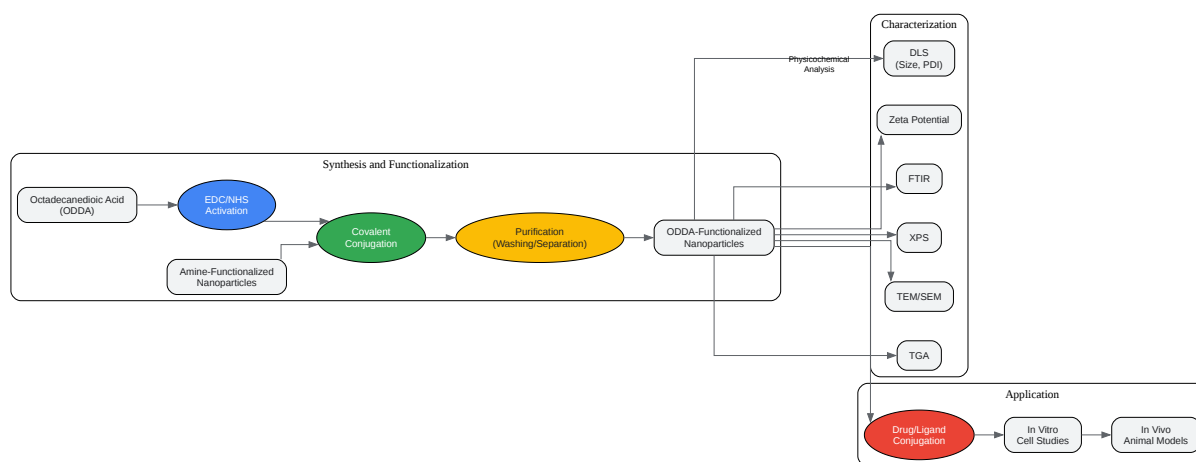 Characterization
DLS
(Size, PDI)
Physicochemical
Analysis
Zeta Potential
Synthesis and Functionalization
FTIR
Octadecanedioic Acid
(ODDA)
EDC/NHS
Activation
Covalent
Conjugation
Purification
(Washing/Separation)
ODDA-Functionalized
Nanoparticles
XPS
Amine-Functionalized
Nanoparticles
TEM/SEM
TGA
Application
Drug/Ligand
Conjugation
In Vitro
Cell Studies
In Vivo
Animal Models